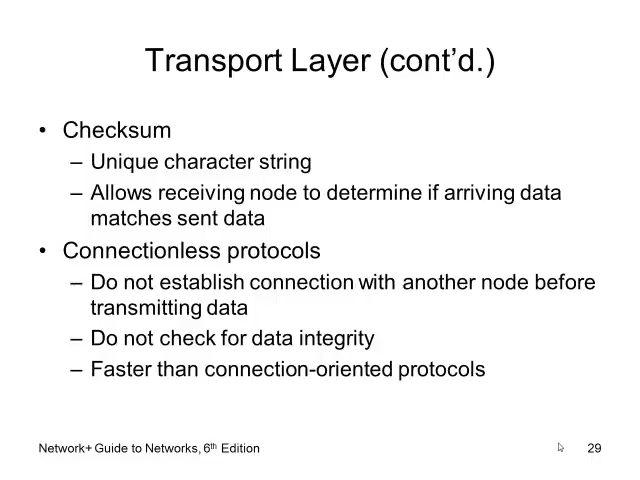 Transport Layer (cont’d.)
• Checksum
– Unique character string
– Allows receiving node to determine if arriving data
matches sent data
• Connectionless protocols
– Do not establish connection with another node before
transmitting data
– Do not check for data integrity
– Faster than connection-oriented protocols
Network+ Guide to Networks, 6th Edition
29